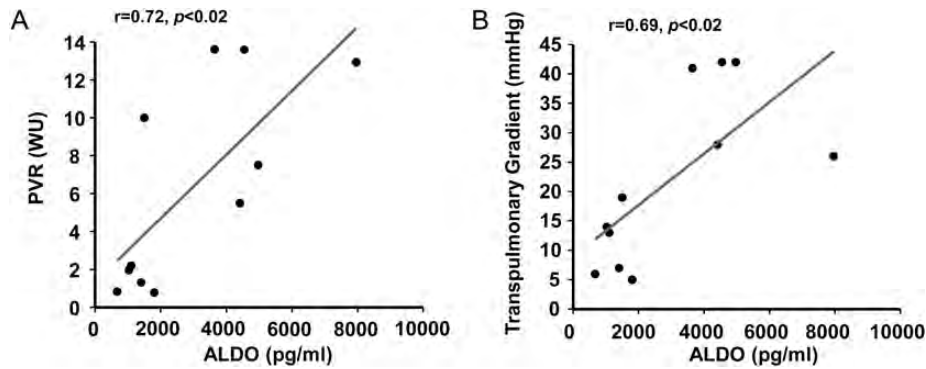 A
r=0.72, p<0.02
14
12
10
8
6
4
2
0
PVR (WU)
0 2000 4000 6000 8000 10000
ALDO (pg/ml)
B
r=0.69, p<0.02
45
40
35
30
25
20
15
10
5
0
Transpulmonary Gradient (mmHg)
0 2000 4000 6000 8000 10000
ALDO (pg/ml)